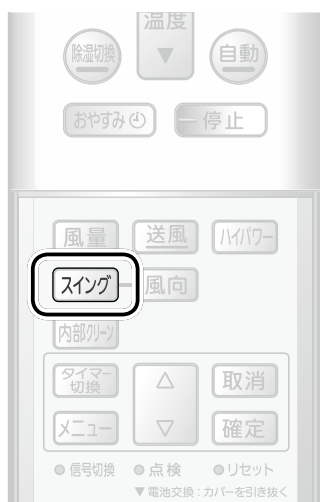 温度
除湿切換
▼
自動
おやすみ
停止
風量
送風
ハイパワー
スイング
風向
内部クリーン
タイマー
切換
△
取消
メニュー
▽
確定
信号切換
点検
リセット
▼電池交換：カバーを引き抜く